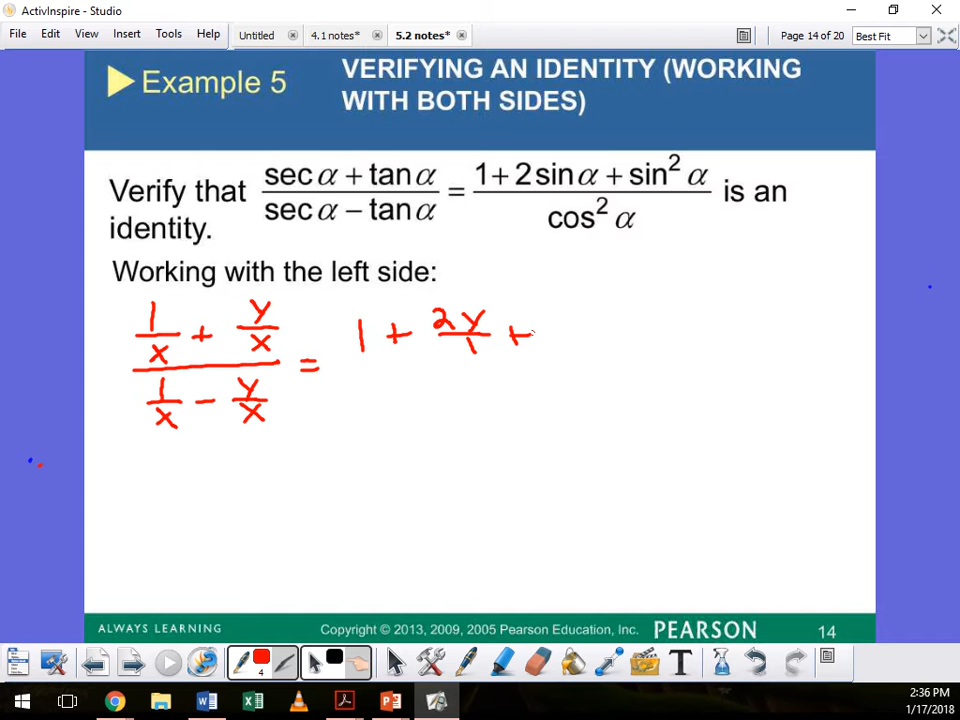 ActivInspire - Studio
File Edit View Insert Tools Help Untitled 4.1 notes* 5.2 notes* Page 14 of 20 Best Fit
Example 5
VERIFYING AN IDENTITY (WORKING
WITH BOTH SIDES)
Verify that (sec α + tan α)/(sec α − tan α) = (1 + 2 sin α + sin² α)/(cos² α) is an
identity.
Working with the left side:
(1/x + y/x)/(1/x − y/x) = 1 + 2y/1 +
ALWAYS LEARNING Copyright © 2013, 2009, 2005 Pearson Education, Inc. PEARSON 14
4 T
2:36 PM
1/17/2018